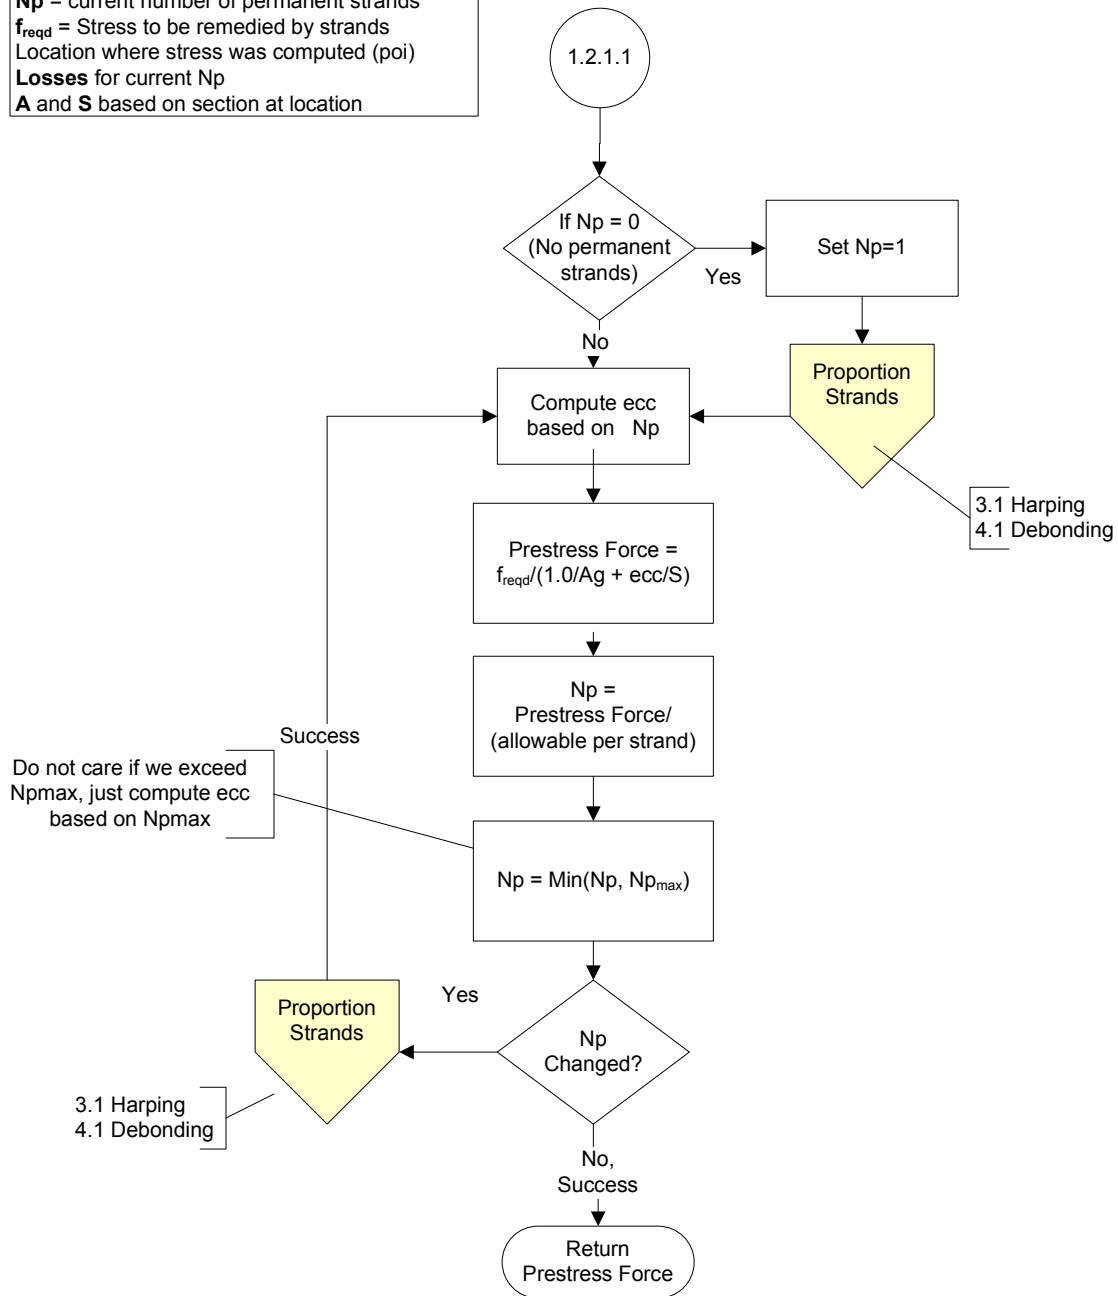 Np = current number of permanent strands
freqd = Stress to be remedied by strands
Location where stress was computed (poi)
Losses for current Np
A and S based on section at location
1.2.1.1
If Np = 0
(No permanent
strands)
Yes
Set Np=1
No
Proportion
Strands
Compute ecc
based on Np
3.1 Harping
4.1 Debonding
Prestress Force =
freqd/(1.0/Ag + ecc/S)
Np =
Prestress Force/
(allowable per strand)
Success
Do not care if we exceed
Npmax, just compute ecc
based on Npmax
Np = Min(Np, Npmax)
Yes
Proportion
Strands
Np
Changed?
3.1 Harping
4.1 Debonding
No,
Success
Return
Prestress Force